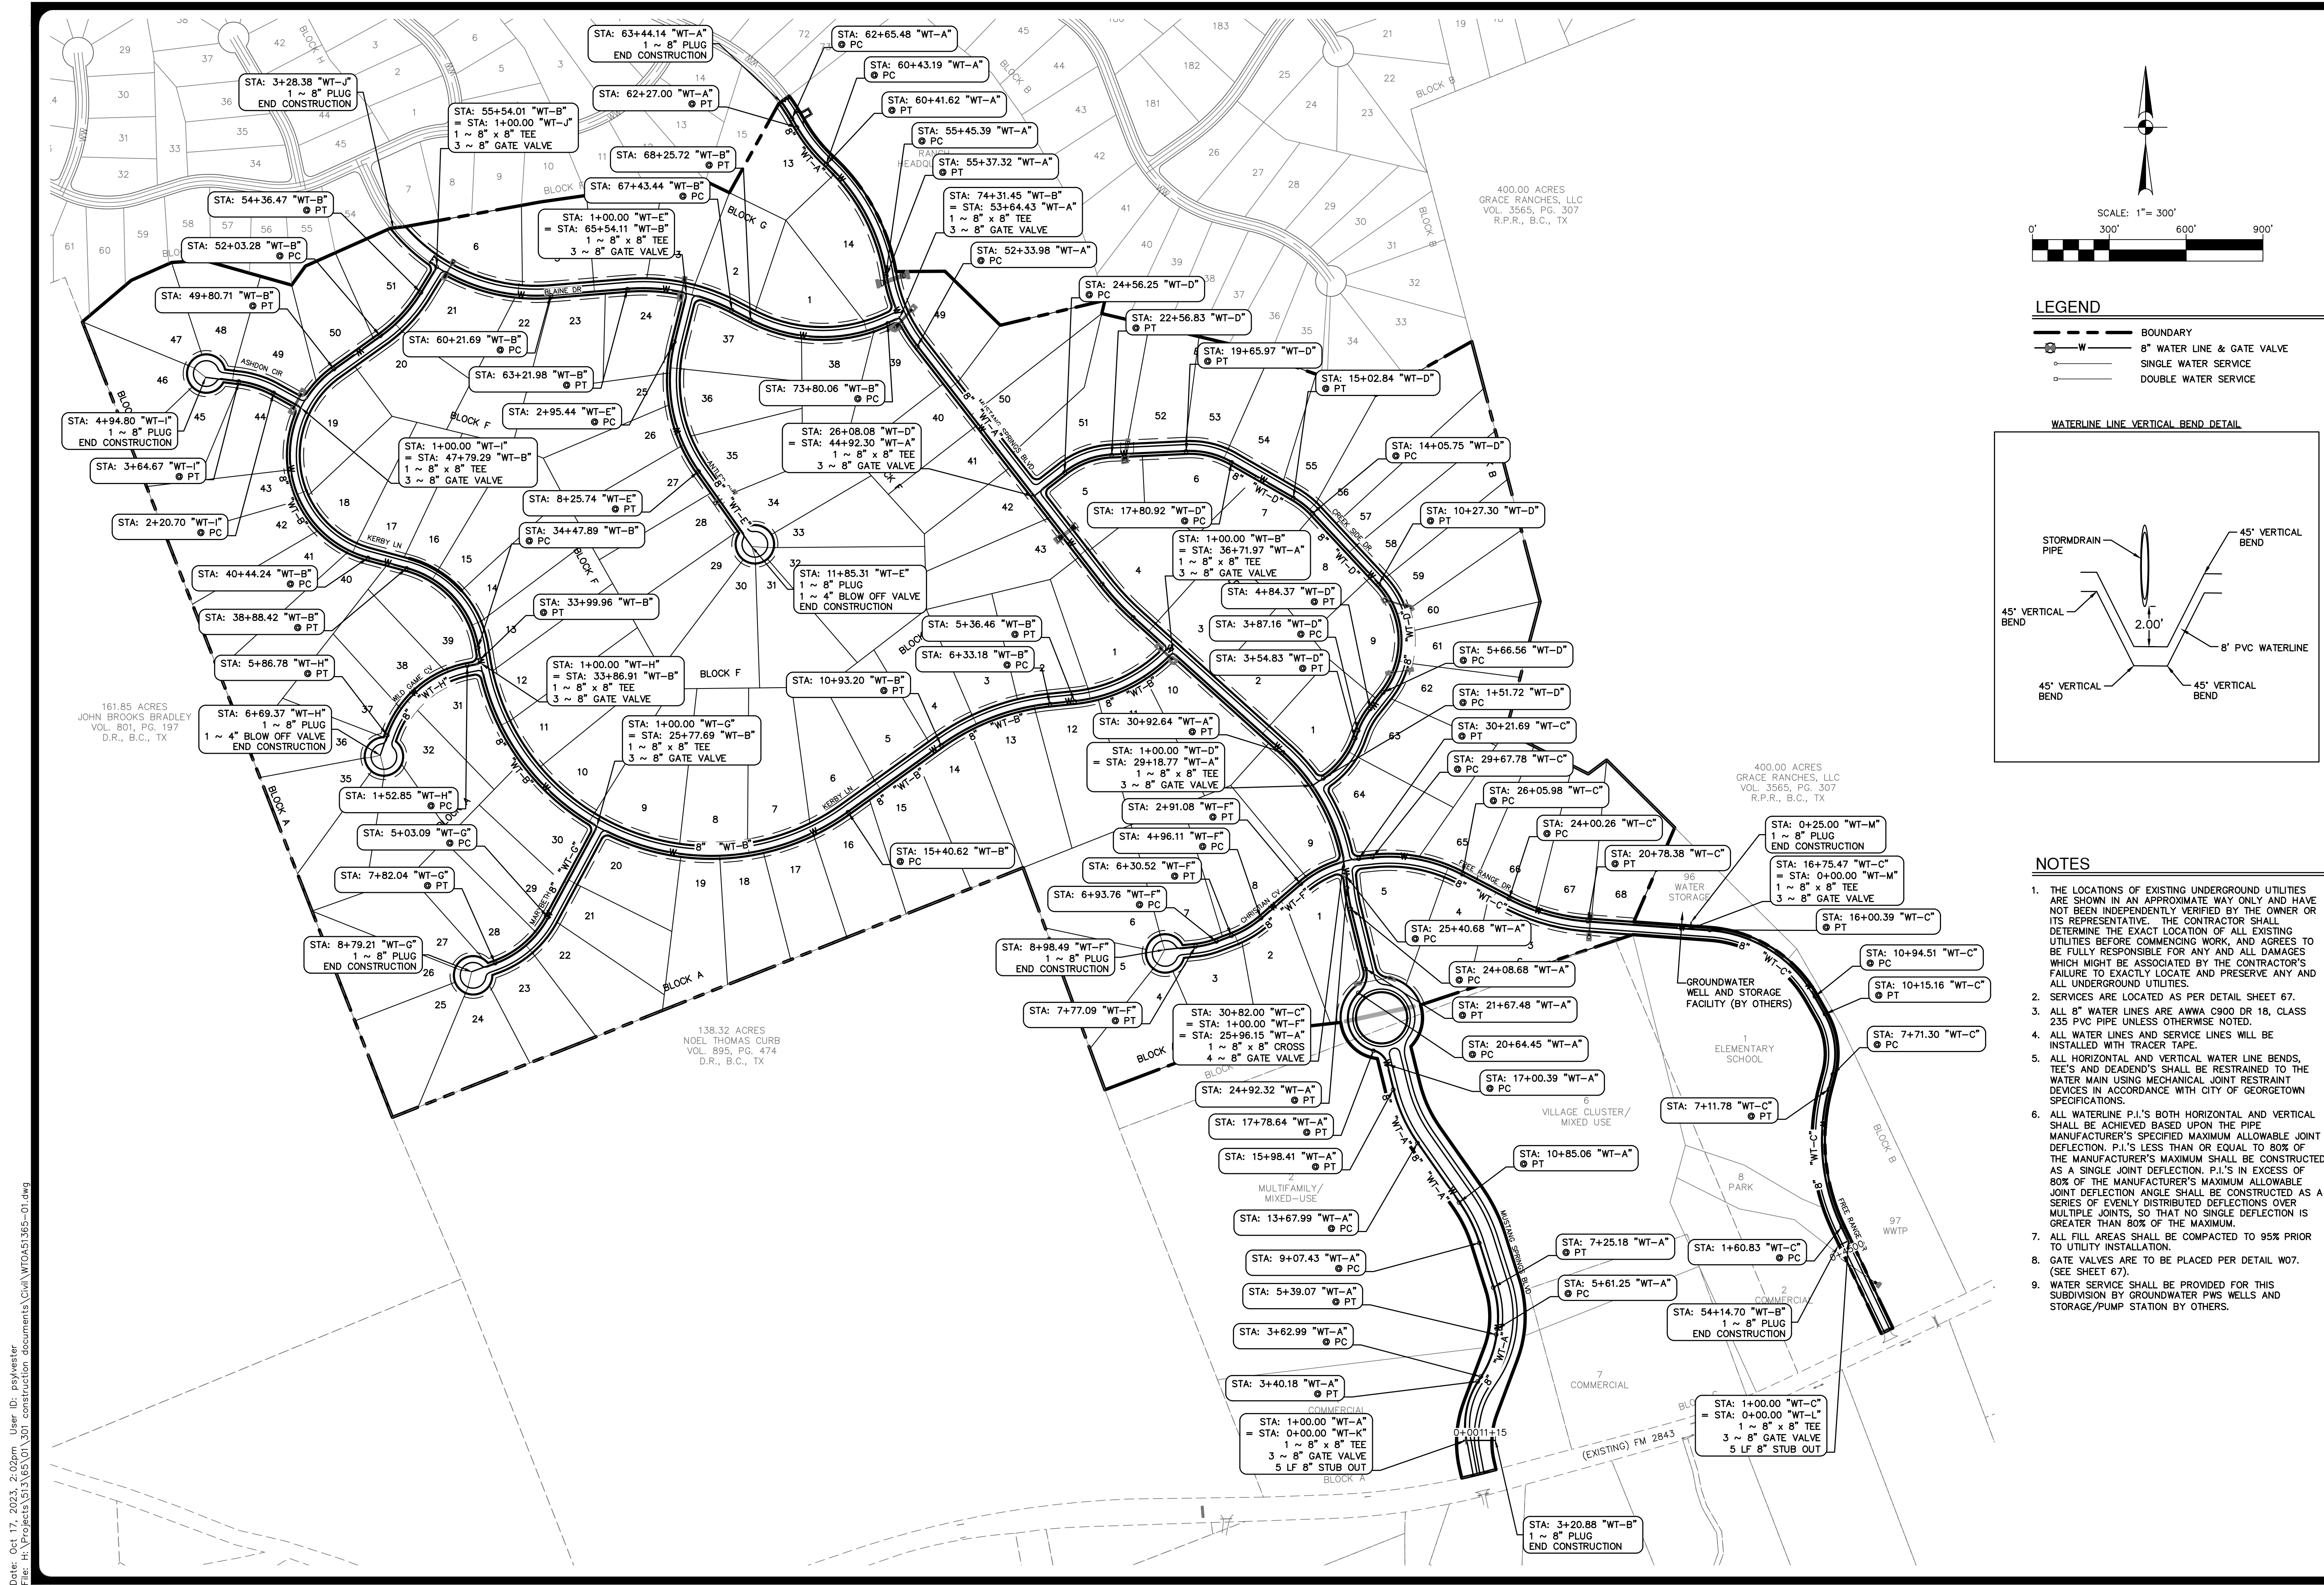 STA: 63+44.14 "WT-A"
1 ~ 8" PLUG
END CONSTRUCTION
STA: 62+65.48 "WT-A"
@ PC
STA: 60+43.19 "WT-A"
@ PC
STA: 62+27.00 "WT-A"
@ PT
STA: 60+41.62 "WT-A"
@ PT
STA: 3+28.38 "WT-J"
1 ~ 8" PLUG
END CONSTRUCTION
STA: 55+54.01 "WT-B"
= STA: 1+00.00 "WT-J"
1 ~ 8" x 8" TEE
3 ~ 8" GATE VALVE
STA: 55+45.39 "WT-A"
@ PC
STA: 68+25.72 "WT-B"
@ PT
STA: 55+37.32 "WT-A"
@ PT
STA: 67+43.44 "WT-B"
@ PC
STA: 74+31.45 "WT-B"
= STA: 53+64.43 "WT-A"
1 ~ 8" x 8" TEE
3 ~ 8" GATE VALVE
STA: 54+36.47 "WT-B"
@ PT
STA: 1+00.00 "WT-E"
= STA: 65+54.11 "WT-B"
1 ~ 8" x 8" TEE
3 ~ 8" GATE VALVE
STA: 52+03.28 "WT-B"
@ PC
STA: 52+33.98 "WT-A"
@ PC
STA: 49+80.71 "WT-B"
@ PT
STA: 24+56.25 "WT-D"
@ PC
STA: 22+56.83 "WT-D"
@ PT
STA: 60+21.69 "WT-B"
@ PC
STA: 19+65.97 "WT-D"
@ PT
STA: 63+21.98 "WT-B"
@ PT
STA: 73+80.06 "WT-B"
@ PC
STA: 15+02.84 "WT-D"
@ PT
STA: 2+95.44 "WT-E"
@ PC
STA: 4+94.80 "WT-I"
1 ~ 8" PLUG
END CONSTRUCTION
STA: 26+08.08 "WT-D"
= STA: 44+92.30 "WT-A"
1 ~ 8" x 8" TEE
3 ~ 8" GATE VALVE
STA: 1+00.00 "WT-I"
= STA: 47+79.29 "WT-B"
1 ~ 8" x 8" TEE
3 ~ 8" GATE VALVE
STA: 14+05.75 "WT-D"
@ PC
STA: 3+64.67 "WT-I"
@ PT
STA: 8+25.74 "WT-E"
@ PT
STA: 2+20.70 "WT-I"
@ PC
STA: 34+47.89 "WT-B"
@ PC
STA: 17+80.92 "WT-D"
@ PC
STA: 10+27.30 "WT-D"
@ PT
STA: 1+00.00 "WT-B"
= STA: 36+71.97 "WT-A"
1 ~ 8" x 8" TEE
3 ~ 8" GATE VALVE
STA: 40+44.24 "WT-B"
@ PC
STA: 11+85.31 "WT-E"
1 ~ 8" PLUG
1 ~ 4" BLOW OFF VALVE
END CONSTRUCTION
STA: 4+84.37 "WT-D"
@ PT
STA: 33+99.96 "WT-B"
@ PT
STA: 38+88.42 "WT-B"
@ PT
STA: 5+36.46 "WT-B"
@ PT
STA: 3+87.16 "WT-D"
@ PC
STA: 5+86.78 "WT-H"
@ PT
STA: 6+33.18 "WT-B"
@ PC
STA: 3+54.83 "WT-D"
@ PT
STA: 5+66.56 "WT-D"
@ PC
STA: 1+00.00 "WT-H"
= STA: 33+86.91 "WT-B"
1 ~ 8" x 8" TEE
3 ~ 8" GATE VALVE
STA: 10+93.20 "WT-B"
@ PT
STA: 1+51.72 "WT-D"
@ PC
STA: 6+69.37 "WT-H"
1 ~ 8" PLUG
1 ~ 4" BLOW OFF VALVE
END CONSTRUCTION
STA: 1+00.00 "WT-G"
= STA: 25+77.69 "WT-B"
1 ~ 8" x 8" TEE
3 ~ 8" GATE VALVE
STA: 30+92.64 "WT-A"
@ PT
STA: 30+21.69 "WT-C"
@ PT
STA: 1+00.00 "WT-D"
= STA: 29+18.77 "WT-A"
1 ~ 8" x 8" TEE
3 ~ 8" GATE VALVE
STA: 29+67.78 "WT-C"
@ PC
STA: 1+52.85 "WT-H"
@ PC
STA: 26+05.98 "WT-C"
@ PC
STA: 2+91.08 "WT-F"
@ PT
STA: 5+03.09 "WT-G"
@ PC
STA: 15+40.62 "WT-B"
@ PC
STA: 4+96.11 "WT-F"
@ PC
STA: 24+00.26 "WT-C"
@ PC
STA: 0+25.00 "WT-M"
1 ~ 8" PLUG
END CONSTRUCTION
STA: 7+82.04 "WT-G"
@ PT
STA: 6+30.52 "WT-F"
@ PT
STA: 20+78.38 "WT-C"
@ PT
STA: 16+75.47 "WT-C"
= STA: 0+00.00 "WT-M"
1 ~ 8" x 8" TEE
3 ~ 8" GATE VALVE
STA: 6+93.76 "WT-F"
@ PC
STA: 16+00.39 "WT-C"
@ PT
STA: 8+79.21 "WT-G"
1 ~ 8" PLUG
END CONSTRUCTION
STA: 8+98.49 "WT-F"
1 ~ 8" PLUG
END CONSTRUCTION
STA: 25+40.68 "WT-A"
@ PC
STA: 10+94.51 "WT-C"
@ PC
STA: 24+08.68 "WT-A"
@ PC
STA: 10+15.16 "WT-C"
@ PT
GROUNDWATER
WELL AND STORAGE
FACILITY (BY OTHERS)
STA: 7+77.09 "WT-F"
@ PT
STA: 21+67.48 "WT-A"
@ PT
STA: 30+82.00 "WT-C"
= STA: 1+00.00 "WT-F"
= STA: 25+96.15 "WT-A"
1 ~ 8" x 8" CROSS
4 ~ 8" GATE VALVE
STA: 20+64.45 "WT-A"
@ PC
STA: 7+71.30 "WT-C"
@ PC
STA: 24+92.32 "WT-A"
@ PT
STA: 17+00.39 "WT-A"
@ PC
STA: 17+78.64 "WT-A"
@ PT
STA: 7+11.78 "WT-C"
@ PT
STA: 15+98.41 "WT-A"
@ PT
STA: 10+85.06 "WT-A"
@ PT
STA: 13+67.99 "WT-A"
@ PC
STA: 9+07.43 "WT-A"
@ PC
STA: 7+25.18 "WT-A"
@ PT
STA: 1+60.83 "WT-C"
@ PC
STA: 5+39.07 "WT-A"
@ PT
STA: 5+61.25 "WT-A"
@ PC
STA: 3+62.99 "WT-A"
@ PC
STA: 54+14.70 "WT-B"
1 ~ 8" PLUG
END CONSTRUCTION
STA: 3+40.18 "WT-A"
@ PT
STA: 1+00.00 "WT-A"
= STA: 0+00.00 "WT-K"
1 ~ 8" x 8" TEE
3 ~ 8" GATE VALVE
5 LF 8" STUB OUT
STA: 1+00.00 "WT-C"
= STA: 0+00.00 "WT-L"
1 ~ 8" x 8" TEE
3 ~ 8" GATE VALVE
5 LF 8" STUB OUT
STA: 3+20.88 "WT-B"
1 ~ 8" PLUG
END CONSTRUCTION
400.00 ACRES
GRACE RANCHES, LLC
VOL. 3565, PG. 307
R.P.R., B.C., TX
161.85 ACRES
JOHN BROOKS BRADLEY
VOL. 801, PG. 197
D.R., B.C., TX
138.32 ACRES
NOEL THOMAS CURB
VOL. 895, PG. 474
D.R., B.C., TX
400.00 ACRES
GRACE RANCHES, LLC
VOL. 3565, PG. 307
R.P.R., B.C., TX
BLAINE DR
ASHDON CIR
KERBY LN
WILD GAME CV
KERBY LN
CHRISTIAN CV
CREEK SIDE DR
FREE RANGE DR
MUSTANG SPRINGS BLVD
MUSTANG SPRINGS BLVD
BLOCK G
BLOCK F
BLOCK F
BLOCK A
BLOCK A
BLOCK B
96
WATER
STORAGE
1
ELEMENTARY
SCHOOL
6
VILLAGE CLUSTER/
MIXED USE
2
MULTIFAMILY/
MIXED-USE
8
PARK
97
WWTP
2
COMMERCIAL
7
COMMERCIAL
COMMERCIAL
BLOCK A
0+0011+15
(EXISTING) FM 2843
SCALE: 1"= 300'
0' 300' 600' 900'
LEGEND
BOUNDARY
W 8" WATER LINE & GATE VALVE
SINGLE WATER SERVICE
DOUBLE WATER SERVICE
WATERLINE LINE VERTICAL BEND DETAIL
STORMDRAIN
PIPE
45° VERTICAL
BEND
45° VERTICAL
BEND
2.00'
8' PVC WATERLINE
45° VERTICAL
BEND
45° VERTICAL
BEND
NOTES
1. THE LOCATIONS OF EXISTING UNDERGROUND UTILITIES
ARE SHOWN IN AN APPROXIMATE WAY ONLY AND HAVE
NOT BEEN INDEPENDENTLY VERIFIED BY THE OWNER OR
ITS REPRESENTATIVE. THE CONTRACTOR SHALL
DETERMINE THE EXACT LOCATION OF ALL EXISTING
UTILITIES BEFORE COMMENCING WORK, AND AGREES TO
BE FULLY RESPONSIBLE FOR ANY AND ALL DAMAGES
WHICH MIGHT BE ASSOCIATED BY THE CONTRACTOR'S
FAILURE TO EXACTLY LOCATE AND PRESERVE ANY AND
ALL UNDERGROUND UTILITIES.
2. SERVICES ARE LOCATED AS PER DETAIL SHEET 67.
3. ALL 8" WATER LINES ARE AWWA C900 DR 18, CLASS
235 PVC PIPE UNLESS OTHERWISE NOTED.
4. ALL WATER LINES AND SERVICE LINES WILL BE
INSTALLED WITH TRACER TAPE.
5. ALL HORIZONTAL AND VERTICAL WATER LINE BENDS,
TEE'S AND DEADEND'S SHALL BE RESTRAINED TO THE
WATER MAIN USING MECHANICAL JOINT RESTRAINT
DEVICES IN ACCORDANCE WITH CITY OF GEORGETOWN
SPECIFICATIONS.
6. ALL WATERLINE P.I.'S BOTH HORIZONTAL AND VERTICAL
SHALL BE ACHIEVED BASED UPON THE PIPE
MANUFACTURER'S SPECIFIED MAXIMUM ALLOWABLE JOINT
DEFLECTION. P.I.'S LESS THAN OR EQUAL TO 80% OF
THE MANUFACTURER'S MAXIMUM SHALL BE CONSTRUCTED
AS A SINGLE JOINT DEFLECTION. P.I.'S IN EXCESS OF
80% OF THE MANUFACTURER'S MAXIMUM ALLOWABLE
JOINT DEFLECTION ANGLE SHALL BE CONSTRUCTED AS A
SERIES OF EVENLY DISTRIBUTED DEFLECTIONS OVER
MULTIPLE JOINTS, SO THAT NO SINGLE DEFLECTION IS
GREATER THAN 80% OF THE MAXIMUM.
7. ALL FILL AREAS SHALL BE COMPACTED TO 95% PRIOR
TO UTILITY INSTALLATION.
8. GATE VALVES ARE TO BE PLACED PER DETAIL W07.
(SEE SHEET 67).
9. WATER SERVICE SHALL BE PROVIDED FOR THIS
SUBDIVISION BY GROUNDWATER PWS WELLS AND
STORAGE/PUMP STATION BY OTHERS.
Date: Oct 17, 2023, 2:02pm User ID: psylvester
File: H:\Projects\513\65\01\301 construction documents\Civil\WTOA51365-01.dwg